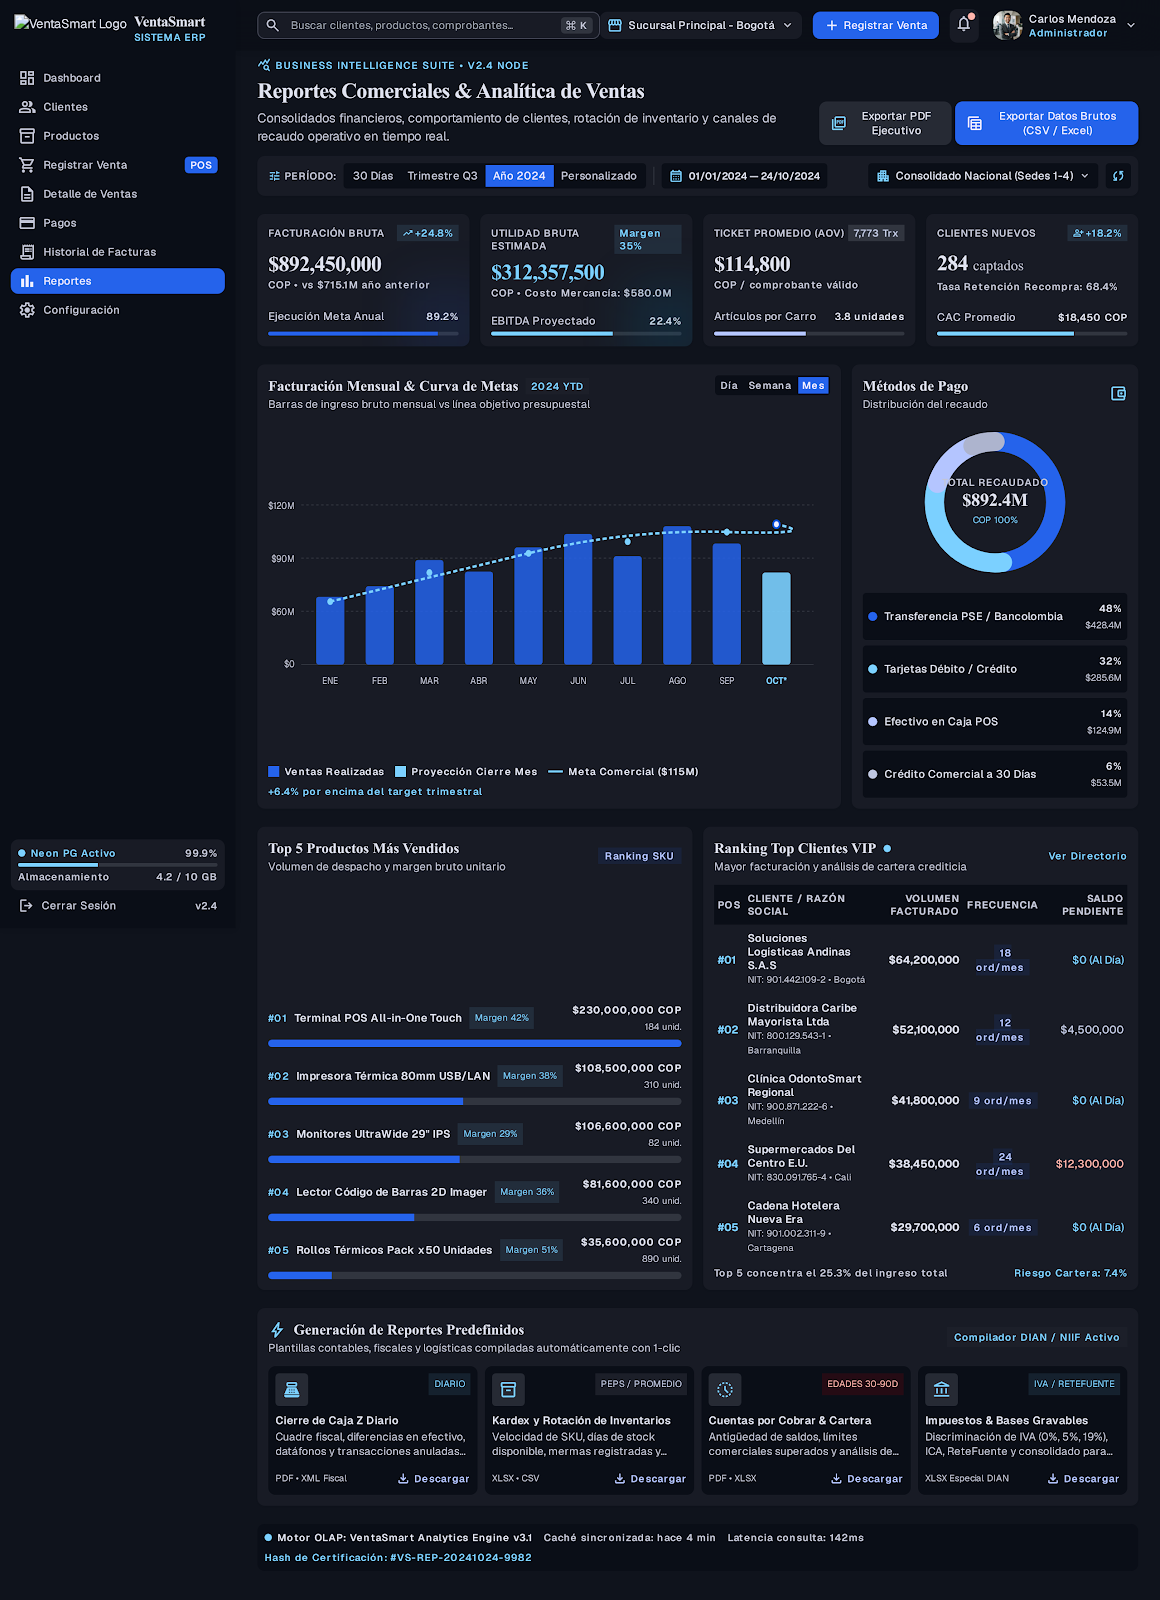 VentaSmart Logo
VentaSmart
SISTEMA ERP
Buscar clientes, productos, comprobantes...
⌘ K
Sucursal Principal - Bogotá
+ Registrar Venta
Carlos Mendoza
Administrador
Dashboard
Clientes
Productos
Registrar Venta
POS
Detalle de Ventas
Pagos
Historial de Facturas
Reportes
Configuración
Neon PG Activo
99.9%
Almacenamiento
4.2 / 10 GB
Cerrar Sesión
v2.4
BUSINESS INTELLIGENCE SUITE • V2.4 NODE
Reportes Comerciales & Analítica de Ventas
Consolidados financieros, comportamiento de clientes, rotación de inventario y canales de
recaudo operativo en tiempo real.
Exportar PDF
Ejecutivo
Exportar Datos Brutos
(CSV / Excel)
PERÍODO:
30 Días
Trimestre Q3
Año 2024
Personalizado
01/01/2024 — 24/10/2024
Consolidado Nacional (Sedes 1-4)
FACTURACIÓN BRUTA
+24.8%
$892,450,000
COP • vs $715.1M año anterior
Ejecución Meta Anual
89.2%
UTILIDAD BRUTA
ESTIMADA
Margen
35%
$312,357,500
COP • Costo Mercancía: $580.0M
EBITDA Proyectado
22.4%
TICKET PROMEDIO (AOV)
7,773 Trx
$114,800
COP / comprobante válido
Artículos por Carro
3.8 unidades
CLIENTES NUEVOS
+18.2%
284 captados
Tasa Retención Recompra: 68.4%
CAC Promedio
$18,450 COP
Facturación Mensual & Curva de Metas
2024 YTD
Barras de ingreso bruto mensual vs línea objetivo presupuestal
Día
Semana
Mes
$120M
$90M
$60M
$0
ENE
FEB
MAR
ABR
MAY
JUN
JUL
AGO
SEP
OCT*
Ventas Realizadas
Proyección Cierre Mes
Meta Comercial ($115M)
+6.4% por encima del target trimestral
Métodos de Pago
Distribución del recaudo
OTAL RECAUDADO
$892.4M
COP 100%
Transferencia PSE / Bancolombia
48%
$428.4M
Tarjetas Débito / Crédito
32%
$285.6M
Efectivo en Caja POS
14%
$124.9M
Crédito Comercial a 30 Días
6%
$53.5M
Top 5 Productos Más Vendidos
Volumen de despacho y margen bruto unitario
Ranking SKU
#01 Terminal POS All-in-One Touch
Margen 42%
$230,000,000 COP
184 unid.
#02 Impresora Térmica 80mm USB/LAN
Margen 38%
$108,500,000 COP
310 unid.
#03 Monitores UltraWide 29" IPS
Margen 29%
$106,600,000 COP
82 unid.
#04 Lector Código de Barras 2D Imager
Margen 36%
$81,600,000 COP
340 unid.
#05 Rollos Térmicos Pack x50 Unidades
Margen 51%
$35,600,000 COP
890 unid.
Ranking Top Clientes VIP
Mayor facturación y análisis de cartera crediticia
Ver Directorio
POS
CLIENTE / RAZÓN
SOCIAL
VOLUMEN
FACTURADO
FRECUENCIA
SALDO
PENDIENTE
#01
Soluciones
Logísticas Andinas
S.A.S
NIT: 901.442.109-2 • Bogotá
$64,200,000
18
ord/mes
$0 (Al Día)
#02
Distribuidora Caribe
Mayorista Ltda
NIT: 800.129.543-1 •
Barranquilla
$52,100,000
12
ord/mes
$4,500,000
#03
Clínica OdontoSmart
Regional
NIT: 900.871.222-6 •
Medellín
$41,800,000
9 ord/mes
$0 (Al Día)
#04
Supermercados Del
Centro E.U.
NIT: 830.091.765-4 • Cali
$38,450,000
24
ord/mes
$12,300,000
#05
Cadena Hotelera
Nueva Era
NIT: 901.002.311-9 •
Cartagena
$29,700,000
6 ord/mes
$0 (Al Día)
Top 5 concentra el 25.3% del ingreso total
Riesgo Cartera: 7.4%
Generación de Reportes Predefinidos
Plantillas contables, fiscales y logísticas compiladas automáticamente con 1-clic
Compilador DIAN / NIIF Activo
DIARIO
Cierre de Caja Z Diario
Cuadre fiscal, diferencias en efectivo,
datáfonos y transacciones anuladas...
PDF • XML Fiscal
Descargar
PEPS / PROMEDIO
Kardex y Rotación de Inventarios
Velocidad de SKU, días de stock
disponible, mermas registradas y...
XLSX • CSV
Descargar
EDADES 30-90D
Cuentas por Cobrar & Cartera
Antigüedad de saldos, límites
comerciales superados y análisis de...
PDF • XLSX
Descargar
IVA / RETEFUENTE
Impuestos & Bases Gravables
Discriminación de IVA (0%, 5%, 19%),
ICA, ReteFuente y consolidado para...
XLSX Especial DIAN
Descargar
Motor OLAP: VentaSmart Analytics Engine v3.1
Caché sincronizada: hace 4 min
Latencia consulta: 142ms
Hash de Certificación: #VS-REP-20241024-9982